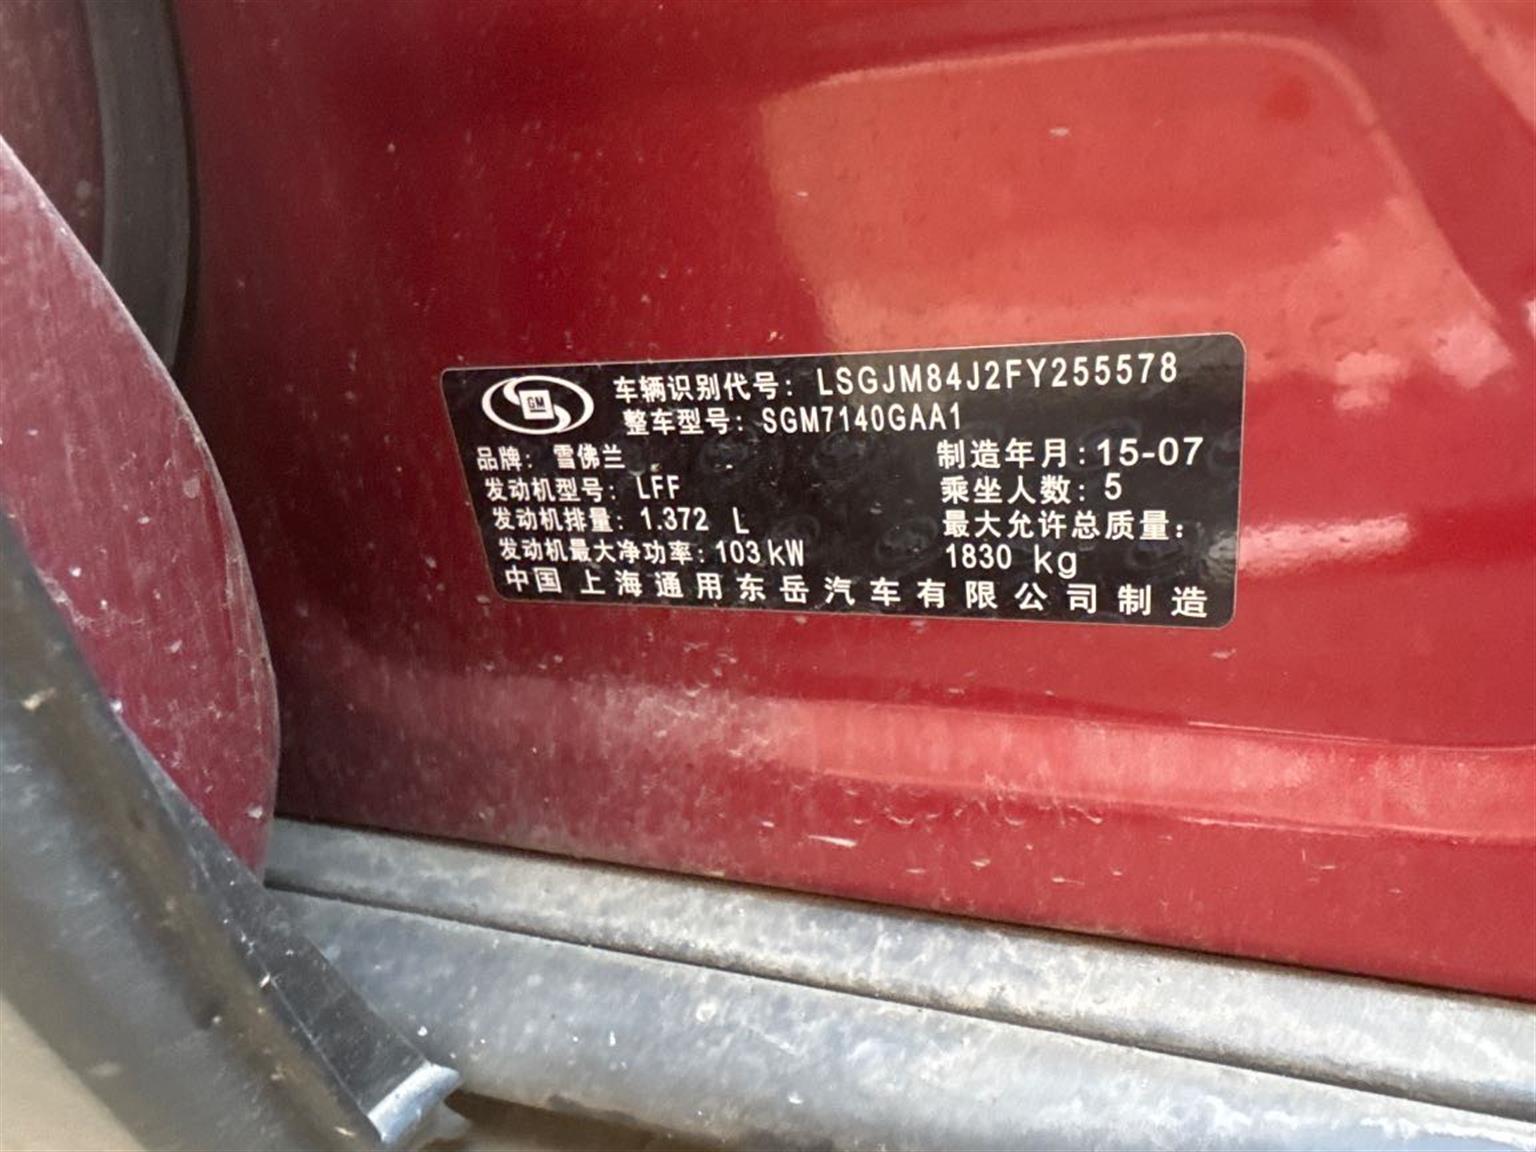 GM
车辆识别代号：LSGJM84J2FY255578
整车型号：SGM7140GAA1
品牌：雪佛兰
制造年月：15-07
发动机型号：LFF
乘坐人数：5
发动机排量：1.372 L
最大允许总质量：
发动机最大净功率：103 kW
1830 kg
中国 上海通用东岳汽车有限公司制造